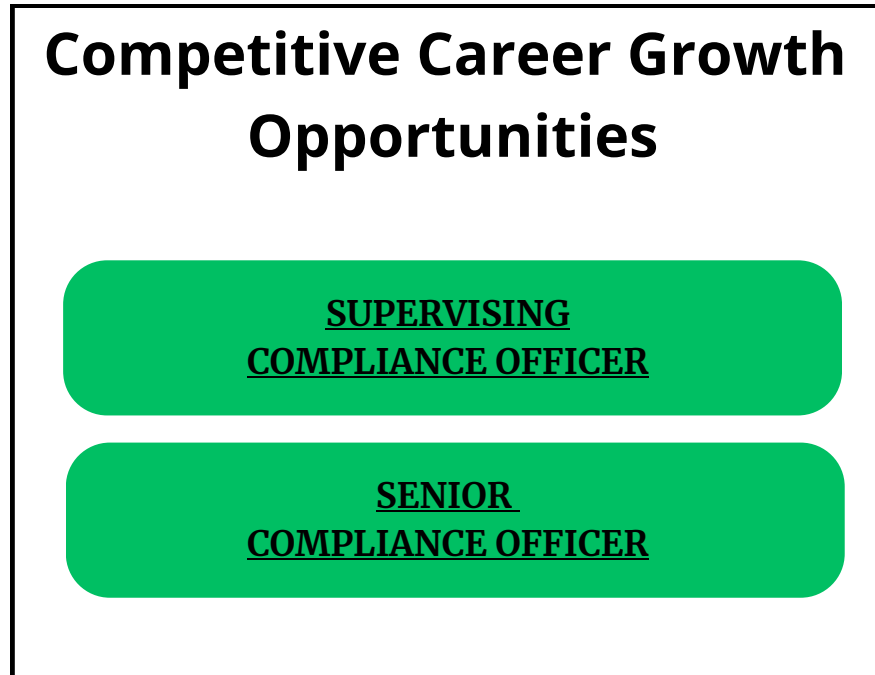 Competitive Career Growth
Opportunities
SUPERVISING
COMPLIANCE OFFICER
SENIOR
COMPLIANCE OFFICER